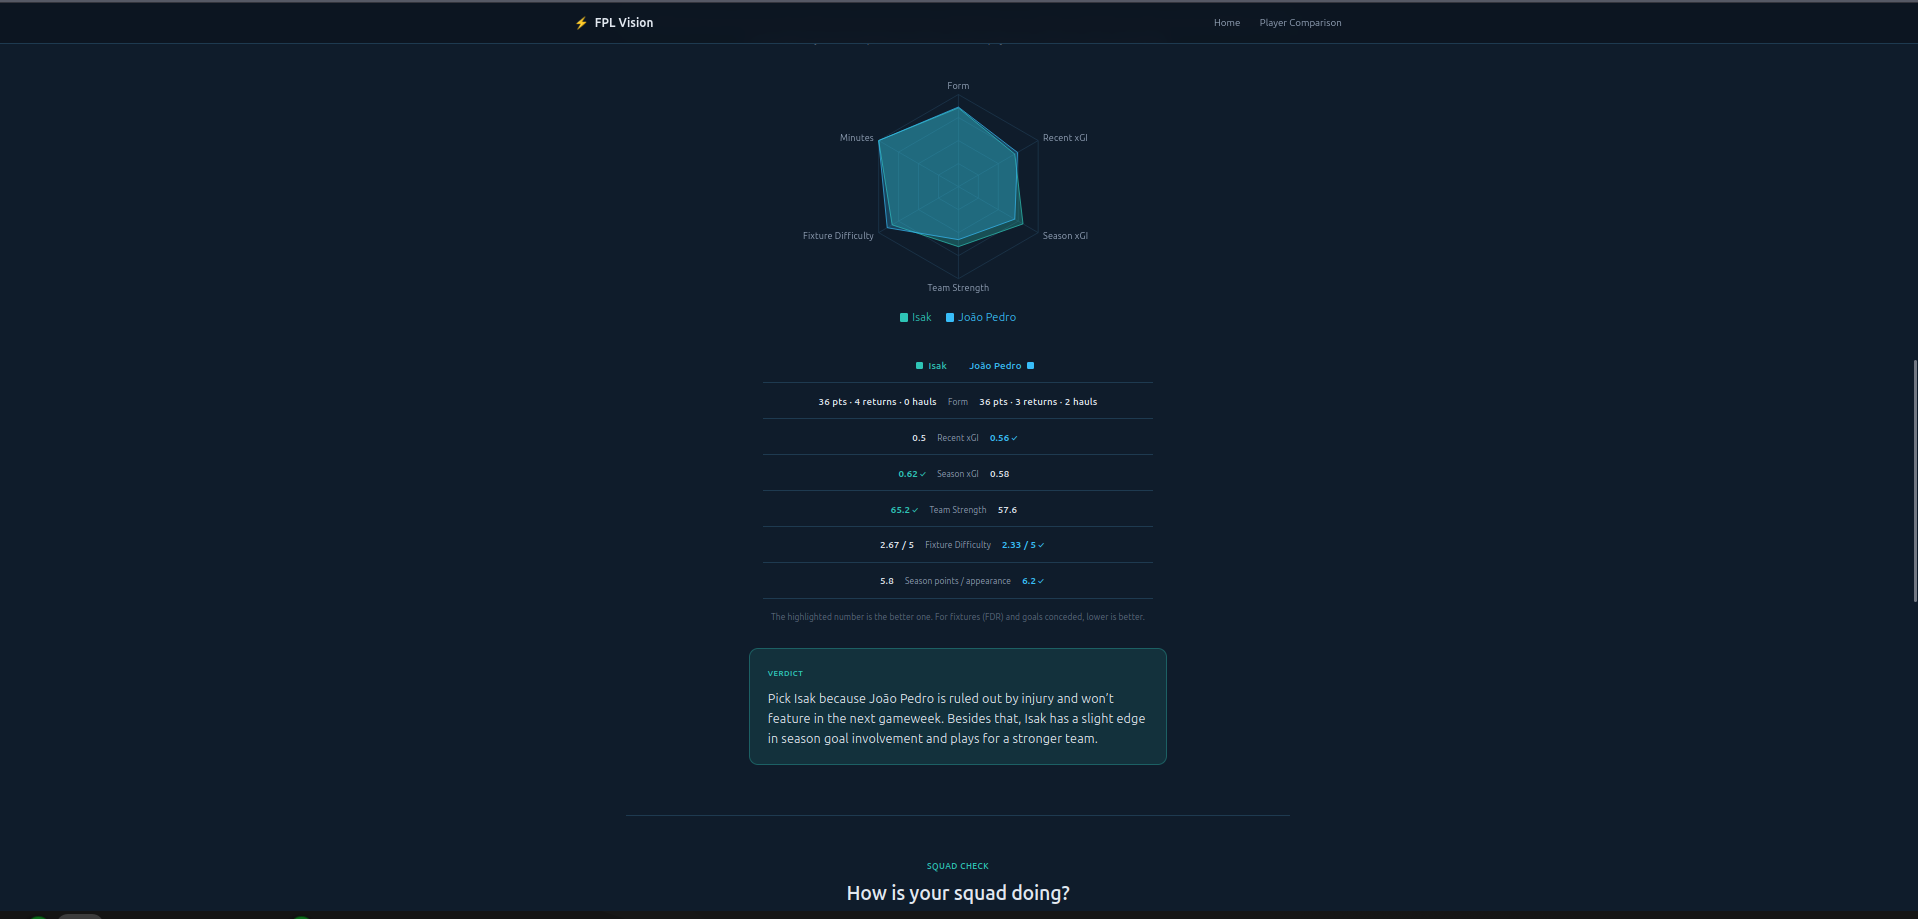 ⚡ FPL Vision
Home Player Comparison
Form
Minutes
Recent xGI
Fixture Difficulty
Season xGI
Team Strength
Isak João Pedro
Isak João Pedro
36 pts · 4 returns · 0 hauls Form 36 pts · 3 returns · 2 hauls
0.5 Recent xGI 0.56 ✓
0.62 ✓ Season xGI 0.58
65.2 ✓ Team Strength 57.6
2.67 / 5 Fixture Difficulty 2.33 / 5 ✓
5.8 Season points / appearance 6.2 ✓
The highlighted number is the better one. For fixtures (FDR) and goals conceded, lower is better.
VERDICT
Pick Isak because João Pedro is ruled out by injury and won’t
feature in the next gameweek. Besides that, Isak has a slight edge
in season goal involvement and plays for a stronger team.
SQUAD CHECK
How is your squad doing?